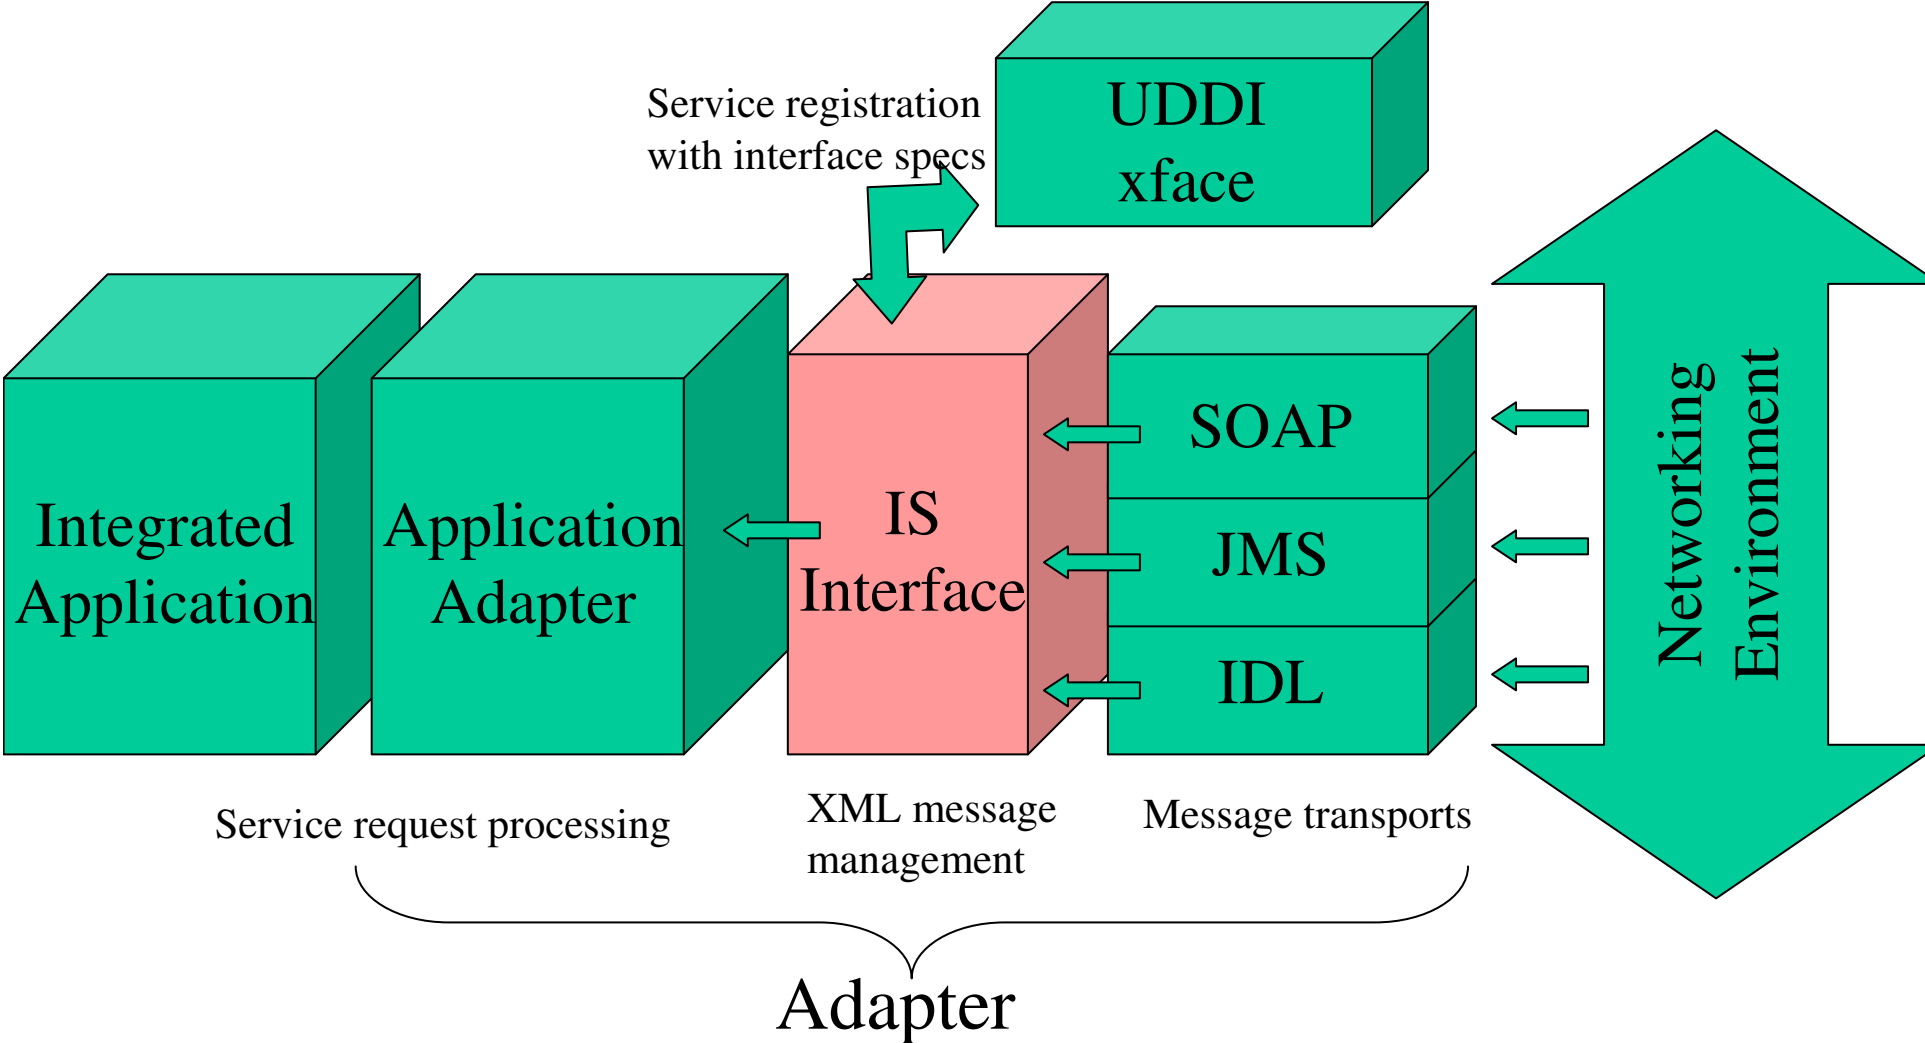 Service registration
with interface specs
UDDI
xface
Integrated
Application
Application
Adapter
IS
Interface
SOAP
JMS
IDL
Networking
Environment
Service request processing
XML message
management
Message transports
Adapter